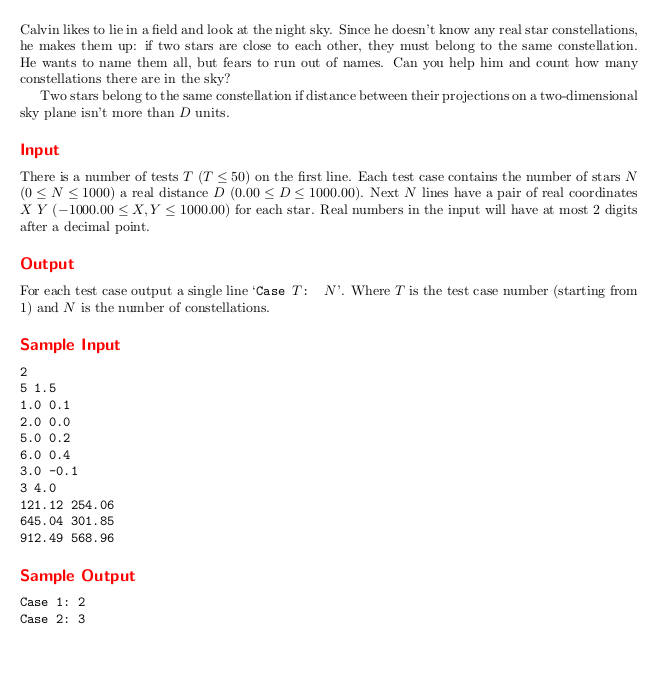 Calvin likes to lie in a field and look at the night sky. Since he doesn't know any real star constellations,
he makes them up: if two stars are close to each other, they must belong to the same constellation.
He wants to name them all, but fears to run out of names. Can you help him and count how many
constellations there are in the sky?
Two stars belong to the same constellation if distance between their projections on a two-dimensional
sky plane isn't more than D units.
Input
There is a number of tests T (T ≤ 50) on the first line. Each test case contains the number of stars N
(0 ≤ N ≤ 1000) a real distance D (0.00 ≤ D ≤ 1000.00). Next N lines have a pair of real coordinates
X Y (−1000.00 ≤ X, Y ≤ 1000.00) for each star. Real numbers in the input will have at most 2 digits
after a decimal point.
Output
For each test case output a single line 'Case T: N'. Where T is the test case number (starting from
1) and N is the number of constellations.
Sample Input
2
5 1.5
1.0 0.1
2.0 0.0
5.0 0.2
6.0 0.4
3.0 -0.1
3 4.0
121.12 254.06
645.04 301.85
912.49 568.96
Sample Output
Case 1: 2
Case 2: 3